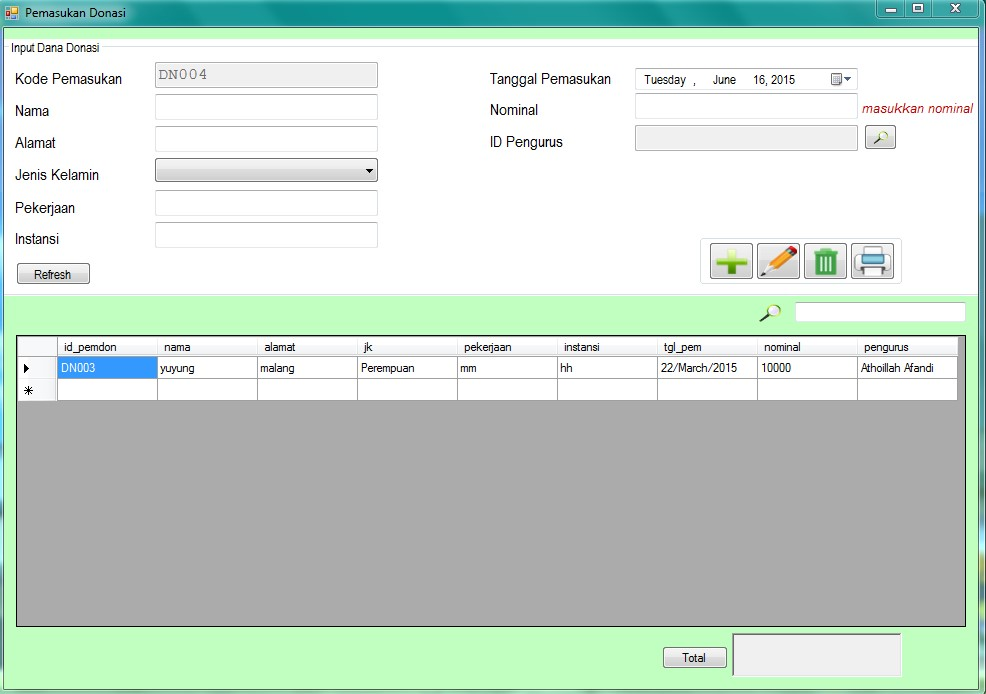 Pemasukan Donasi
Input Dana Donasi
Kode Pemasukan DN004
Nama
Alamat
Jenis Kelamin
Pekerjaan
Instansi
Refresh
Tanggal Pemasukan Tuesday , June 16, 2015
Nominal masukkan nominal
ID Pengurus
id_pemdon nama alamat jk pekerjaan instansi tgl_pem nominal pengurus
DN003 yuyung malang Perempuan mm hh 22/March/2015 10000 Athoillah Afandi
Total